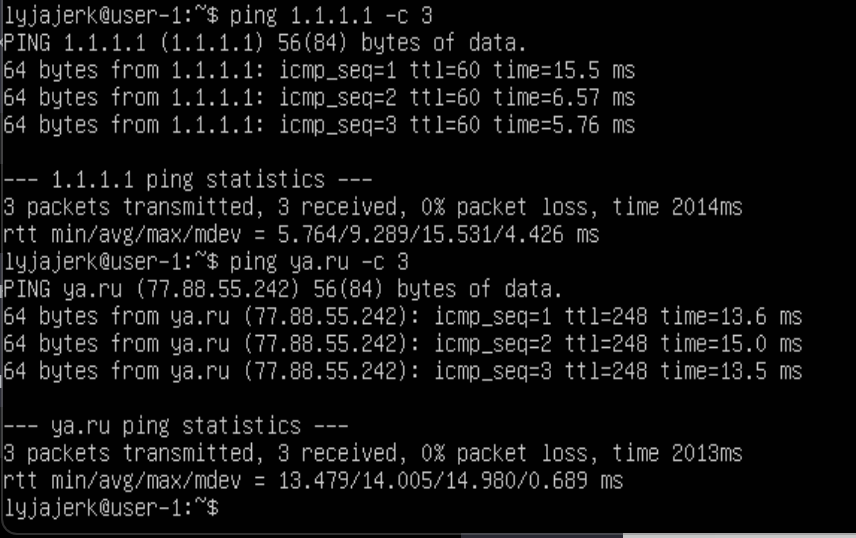 lyjajerk@user-1:~$ ping 1.1.1.1 -c 3
PING 1.1.1.1 (1.1.1.1) 56(84) bytes of data.
64 bytes from 1.1.1.1: icmp_seq=1 ttl=60 time=15.5 ms
64 bytes from 1.1.1.1: icmp_seq=2 ttl=60 time=6.57 ms
64 bytes from 1.1.1.1: icmp_seq=3 ttl=60 time=5.76 ms
--- 1.1.1.1 ping statistics ---
3 packets transmitted, 3 received, 0% packet loss, time 2014ms
rtt min/avg/max/mdev = 5.764/9.289/15.531/4.426 ms
lyjajerk@user-1:~$ ping ya.ru -c 3
PING ya.ru (77.88.55.242) 56(84) bytes of data.
64 bytes from ya.ru (77.88.55.242): icmp_seq=1 ttl=248 time=13.6 ms
64 bytes from ya.ru (77.88.55.242): icmp_seq=2 ttl=248 time=15.0 ms
64 bytes from ya.ru (77.88.55.242): icmp_seq=3 ttl=248 time=13.5 ms
--- ya.ru ping statistics ---
3 packets transmitted, 3 received, 0% packet loss, time 2013ms
rtt min/avg/max/mdev = 13.479/14.005/14.980/0.689 ms
lyjajerk@user-1:~$